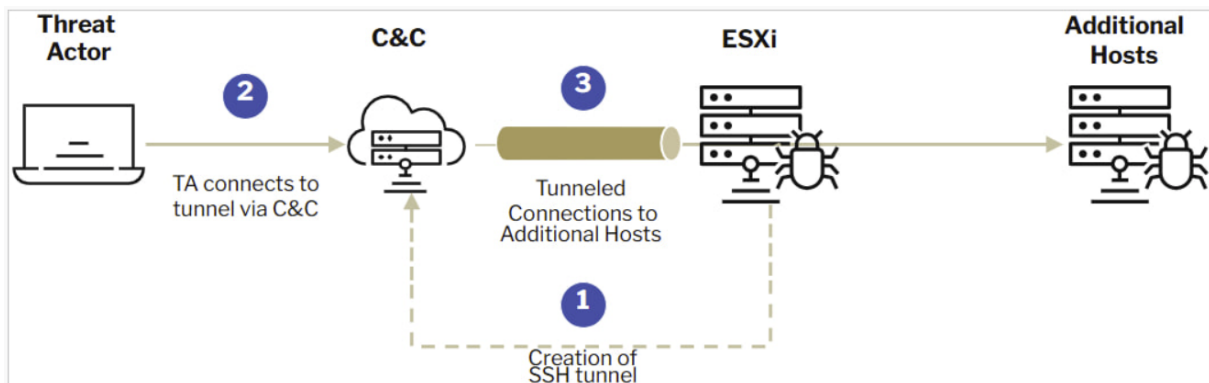 Threat
Actor
C&C
ESXi
Additional
Hosts
2
3
TA connects to
tunnel via C&C
Tunneled
Connections to
Additional Hosts
1
Creation of
SSH tunnel